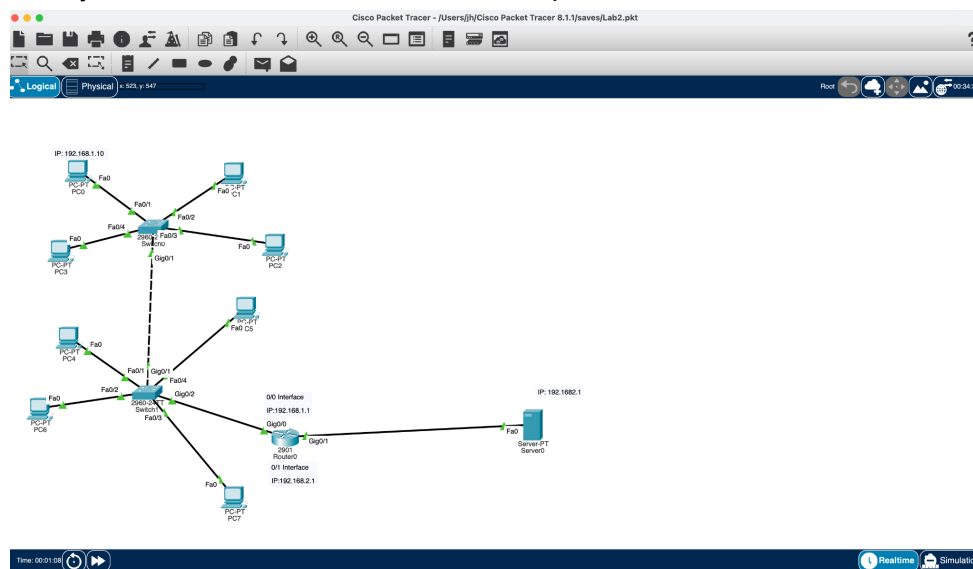 Cisco Packet Tracer - /Users/jh/Cisco Packet Tracer 8.1.1/saves/Lab2.pkt
Logical
Physical
x: 523, y: 547
Root
IP: 192.168.1.10
Fa0
PC-PT
PC0
Fa0
Fa0/1
Fa0/2
Fa0/4
Fa0/3
Fa0
PC-PT
PC3
Fa0
PC-PT
PC2
Gig0/1
Fa0
PC-PT
PC4
Fa0
Fa0/1
Gig0/1
Fa0/4
Fa0/2
Gig0/2
Fa0
PC-PT
PC6
Switch1
Fa0/3
0/0 Interface
IP:192.168.1.1
Gig0/0
Gig0/1
2901
Router0
0/1 Interface
IP:192.168.2.1
IP: 192.1682.1
Fa0
Server-PT
Server0
Fa0
PC-PT
PC7
Time: 00:01:08
Realtime